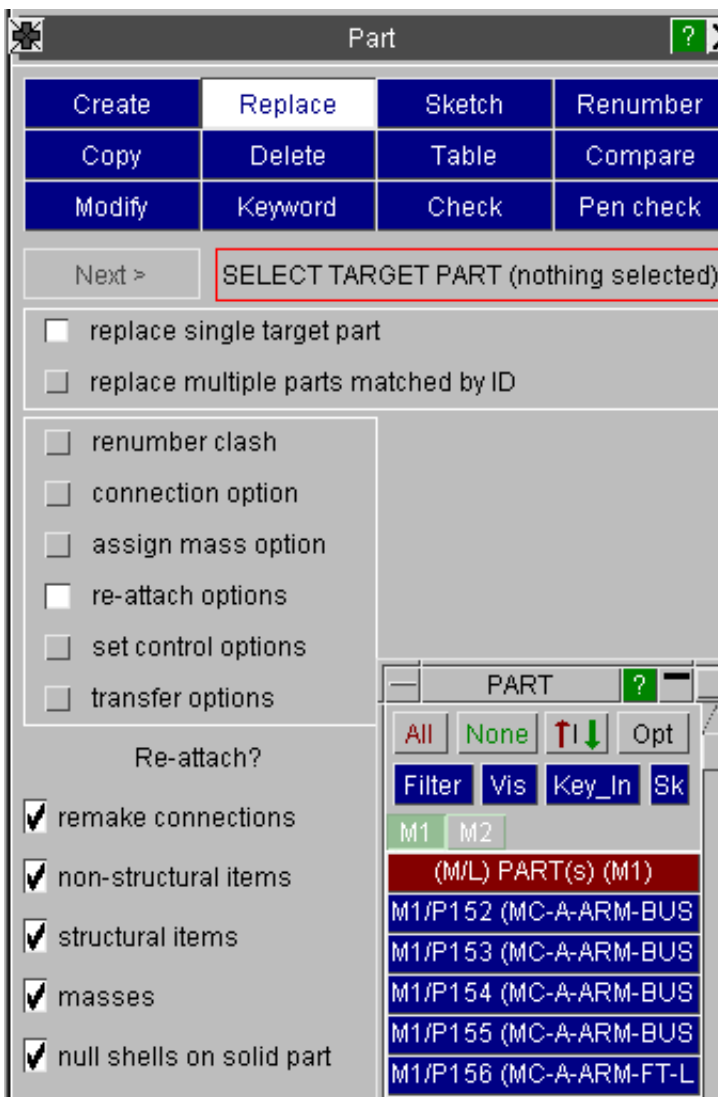 Part ?
Create Replace Sketch Renumber
Copy Delete Table Compare
Modify Keyword Check Pen check
Next > SELECT TARGET PART (nothing selected)
replace single target part
replace multiple parts matched by ID
renumber clash
connection option
assign mass option
re-attach options
set control options
transfer options
Re-attach?
remake connections
non-structural items
structural items
masses
null shells on solid part
PART ?
All None I Opt
Filter Vis Key_In Sk
M1 M2
(M/L) PART(s) (M1)
M1/P152 (MC-A-ARM-BUS
M1/P153 (MC-A-ARM-BUS
M1/P154 (MC-A-ARM-BUS
M1/P155 (MC-A-ARM-BUS
M1/P156 (MC-A-ARM-FT-L